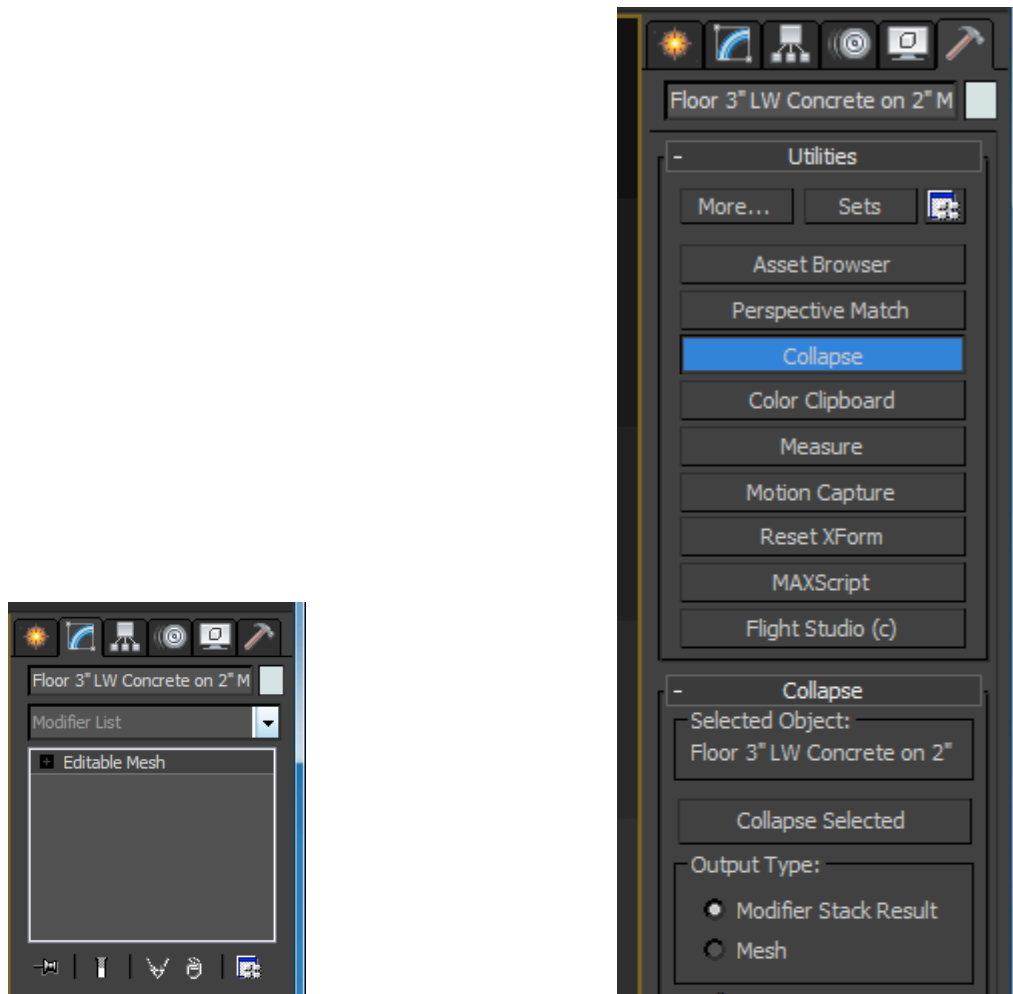 Floor 3" LW Concrete on 2" M
Modifier List
Editable Mesh
Floor 3" LW Concrete on 2" M
- Utilities
More... Sets
Asset Browser
Perspective Match
Collapse
Color Clipboard
Measure
Motion Capture
Reset XForm
MAXScript
Flight Studio (c)
- Collapse
Selected Object:
Floor 3" LW Concrete on 2"
Collapse Selected
Output Type:
Modifier Stack Result
Mesh